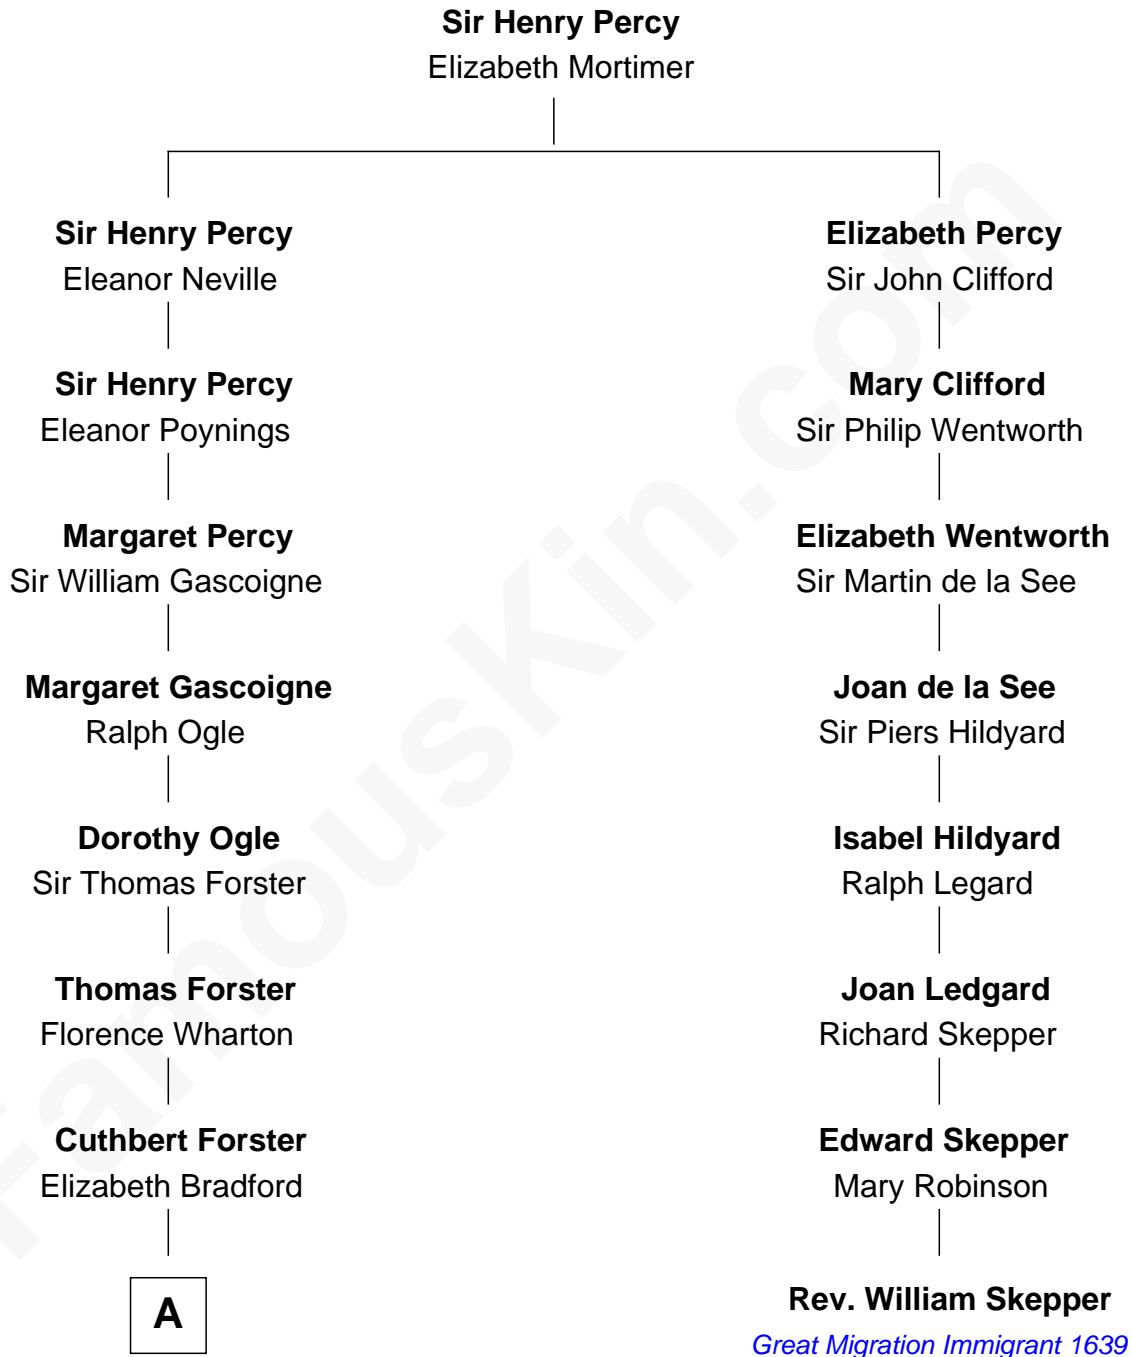 Sir Henry Percy
Elizabeth Mortimer
Sir Henry Percy
Eleanor Neville
Sir Henry Percy
Eleanor Poynings
Margaret Percy
Sir William Gascoigne
Margaret Gascoigne
Ralph Ogle
Dorothy Ogle
Sir Thomas Forster
Thomas Forster
Florence Wharton
Cuthbert Forster
Elizabeth Bradford
A
Elizabeth Percy
Sir John Clifford
Mary Clifford
Sir Philip Wentworth
Elizabeth Wentworth
Sir Martin de la See
Joan de la See
Sir Piers Hildyard
Isabel Hildyard
Ralph Legard
Joan Ledgard
Richard Skepper
Edward Skepper
Mary Robinson
Rev. William Skepper
Great Migration Immigrant 1639
FamousKin.com